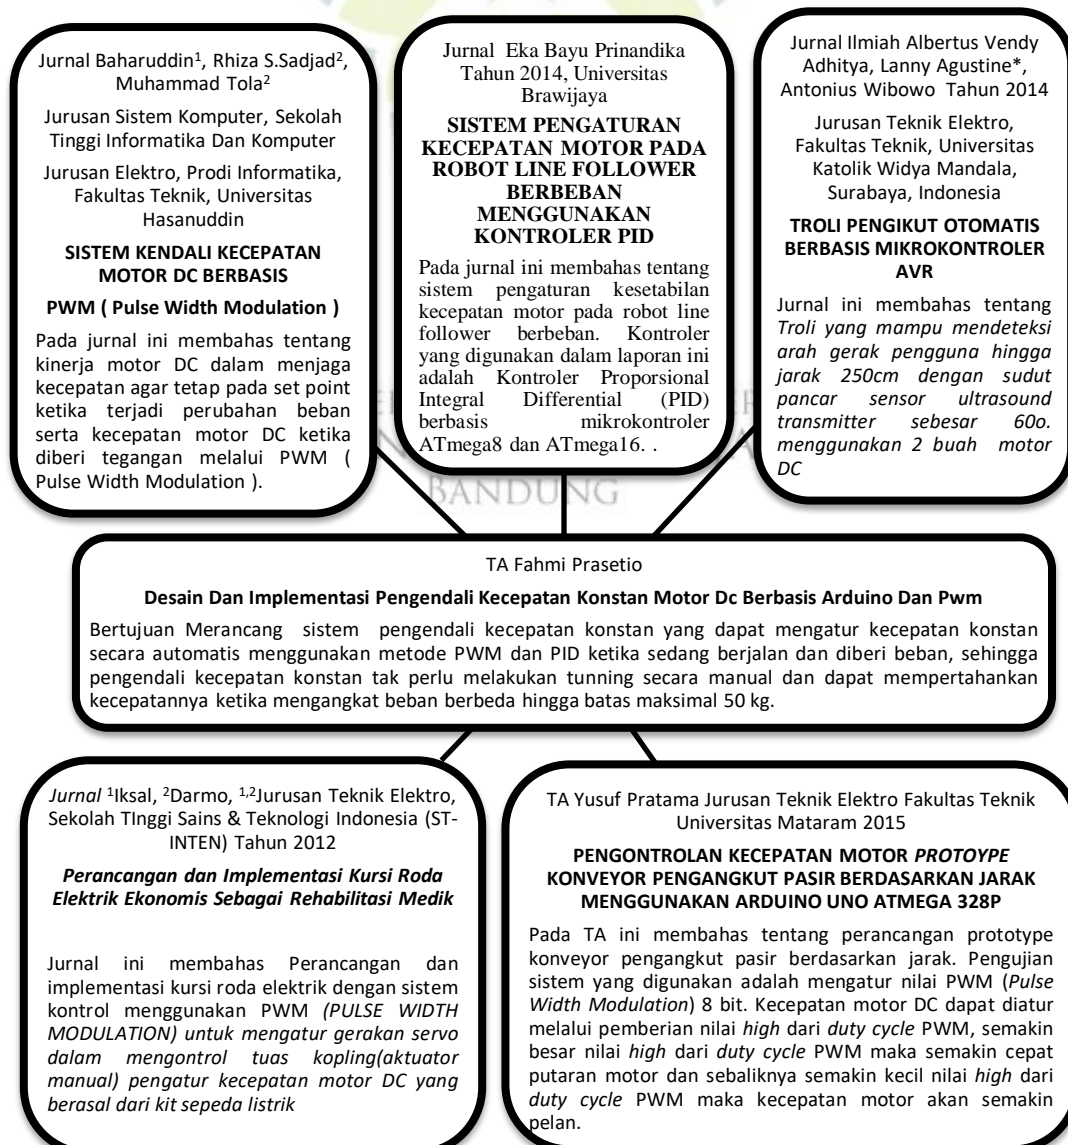 Jurnal Baharuddin¹, Rhiza S.Sadjad²,
Muhammad Tola²
Jurusan Sistem Komputer, Sekolah
Tinggi Informatika Dan Komputer
Jurusan Elektro, Prodi Informatika,
Fakultas Teknik, Universitas
Hasanuddin
SISTEM KENDALI KECEPATAN
MOTOR DC BERBASIS
PWM ( Pulse Width Modulation )
Pada jurnal ini membahas tentang
kinerja motor DC dalam menjaga
kecepatan agar tetap pada set point
ketika terjadi perubahan beban
serta kecepatan motor DC ketika
diberi tegangan melalui PWM (
Pulse Width Modulation ).
Jurnal Eka Bayu Prinandika
Tahun 2014, Universitas
Brawijaya
SISTEM PENGATURAN
KECEPATAN MOTOR PADA
ROBOT LINE FOLLOWER
BERBEBAN
MENGGUNAKAN
KONTROLER PID
Pada jurnal ini membahas tentang
sistem pengaturan kesetabilan
kecepatan motor pada robot line
follower berbeban. Kontroler
yang digunakan dalam laporan ini
adalah Kontroler Proporsional
Integral Differential (PID)
berbasis mikrokontroler
ATmega8 dan ATmega16. .
Jurnal Ilmiah Albertus Vendy
Adhitya, Lanny Agustine*,
Antonius Wibowo Tahun 2014
Jurusan Teknik Elektro,
Fakultas Teknik, Universitas
Katolik Widya Mandala,
Surabaya, Indonesia
TROLI PENGIKUT OTOMATIS
BERBASIS MIKROKONTROLER
AVR
Jurnal ini membahas tentang
Troli yang mampu mendeteksi
arah gerak pengguna hingga
jarak 250cm dengan sudut
pancar sensor ultrasound
transmitter sebesar 60o.
menggunakan 2 buah motor
DC
BANDUNG
TA Fahmi Prasetio
Desain Dan Implementasi Pengendali Kecepatan Konstan Motor Dc Berbasis Arduino Dan Pwm
Bertujuan Merancang sistem pengendali kecepatan konstan yang dapat mengatur kecepatan konstan
secara automatis menggunakan metode PWM dan PID ketika sedang berjalan dan diberi beban, sehingga
pengendali kecepatan konstan tak perlu melakukan tunning secara manual dan dapat mempertahankan
kecepatannya ketika mengangkat beban berbeda hingga batas maksimal 50 kg.
Jurnal ¹Iksal, ²Darmo, ¹,²Jurusan Teknik Elektro,
Sekolah TInggi Sains & Teknologi Indonesia (ST-
INTEN) Tahun 2012
Perancangan dan Implementasi Kursi Roda
Elektrik Ekonomis Sebagai Rehabilitasi Medik
Jurnal ini membahas Perancangan dan
implementasi kursi roda elektrik dengan sistem
kontrol menggunakan PWM (PULSE WIDTH
MODULATION) untuk mengatur gerakan servo
dalam mengontrol tuas kopling(aktuator
manual) pengatur kecepatan motor DC yang
berasal dari kit sepeda listrik
TA Yusuf Pratama Jurusan Teknik Elektro Fakultas Teknik
Universitas Mataram 2015
PENGONTROLAN KECEPATAN MOTOR PROTOYPE
KONVEYOR PENGANGKUT PASIR BERDASARKAN JARAK
MENGGUNAKAN ARDUINO UNO ATMEGA 328P
Pada TA ini membahas tentang perancangan prototype
konveyor pengangkut pasir berdasarkan jarak. Pengujian
sistem yang digunakan adalah mengatur nilai PWM (Pulse
Width Modulation) 8 bit. Kecepatan motor DC dapat diatur
melalui pemberian nilai high dari duty cycle PWM, semakin
besar nilai high dari duty cycle PWM maka semakin cepat
putaran motor dan sebaliknya semakin kecil nilai high dari
duty cycle PWM maka kecepatan motor akan semakin
pelan.